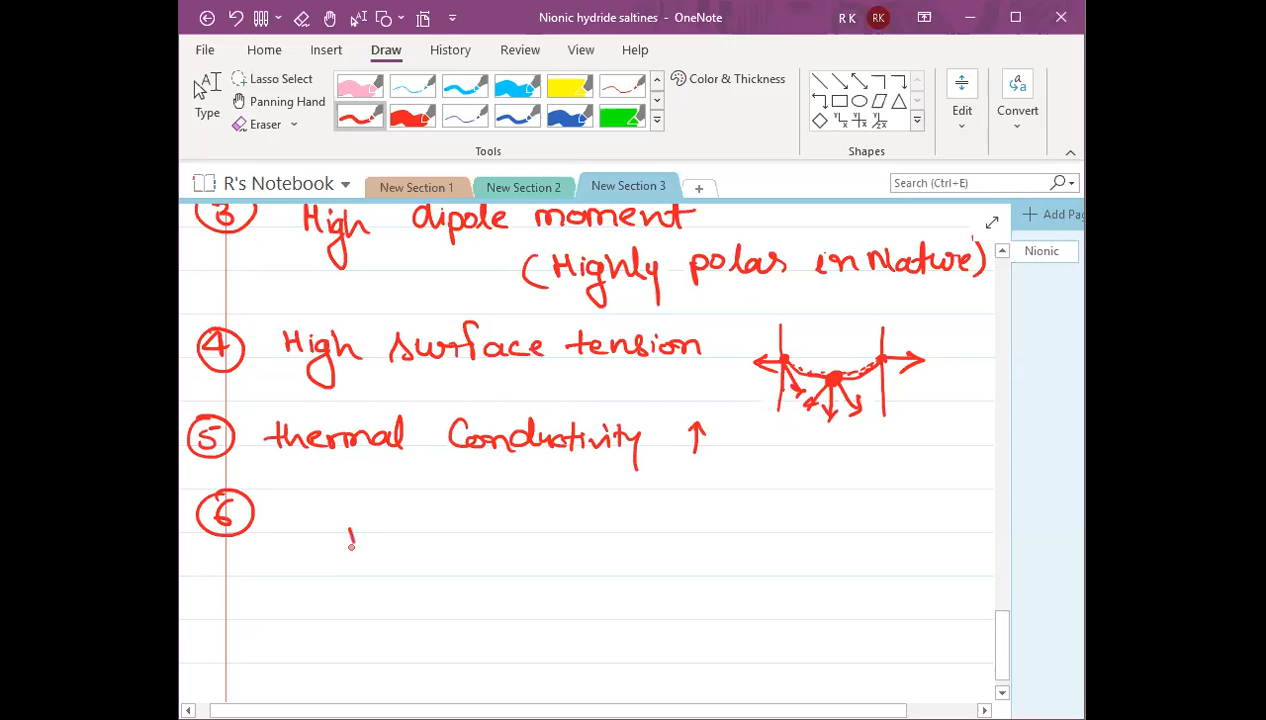 Nionic hydride saltines - OneNote
R K
RK
File Home Insert Draw History Review View Help
Type
Lasso Select
Panning Hand
Eraser
Color & Thickness
Edit
Convert
Tools
Shapes
R's Notebook
New Section 1
New Section 2
New Section 3
Search (Ctrl+E)
Add Pag
Nionic
3 High dipole moment
(Highly polar in Nature)
4 High surface tension
5 thermal Conductivity ↑
6